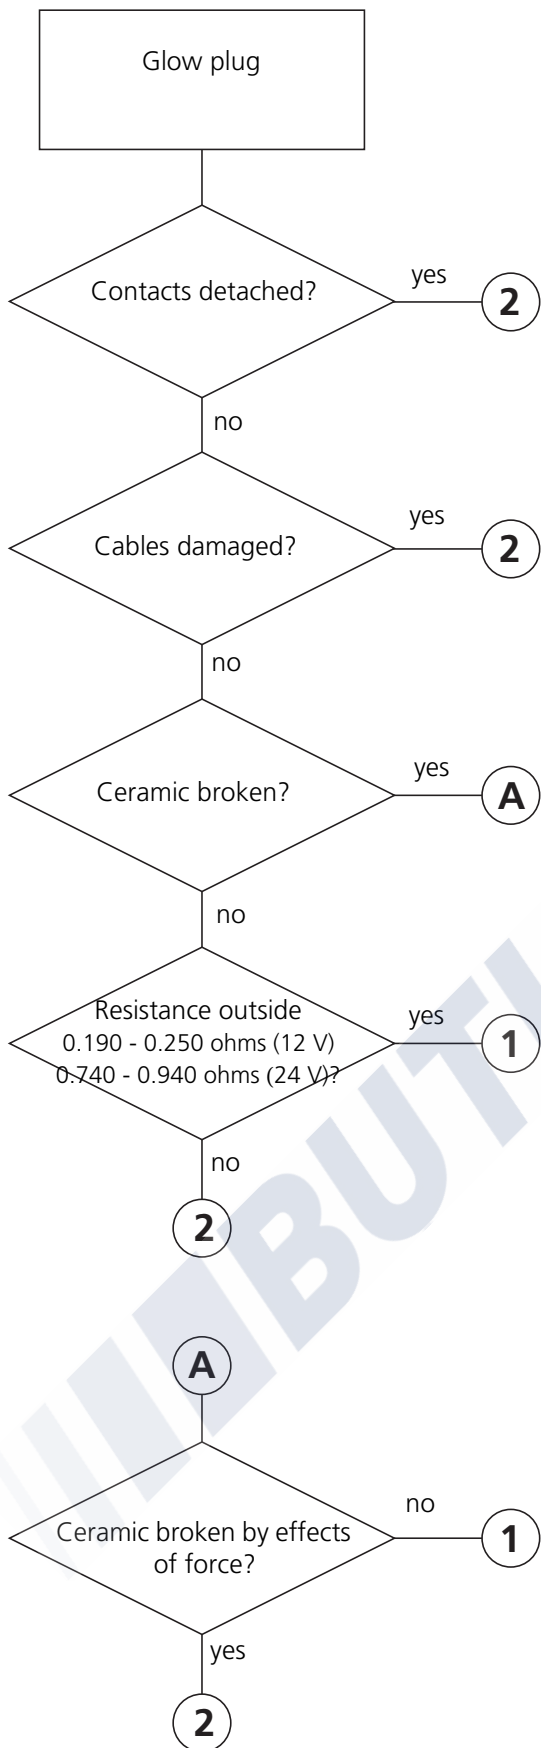 Glow plug
Contacts detached?
yes
2
no
Cables damaged?
yes
2
no
Ceramic broken?
yes
A
no
Resistance outside
0.190 - 0.250 ohms (12 V)
0.740 - 0.940 ohms (24 V)?
yes
1
no
2
A
Ceramic broken by effects
of force?
no
1
yes
2